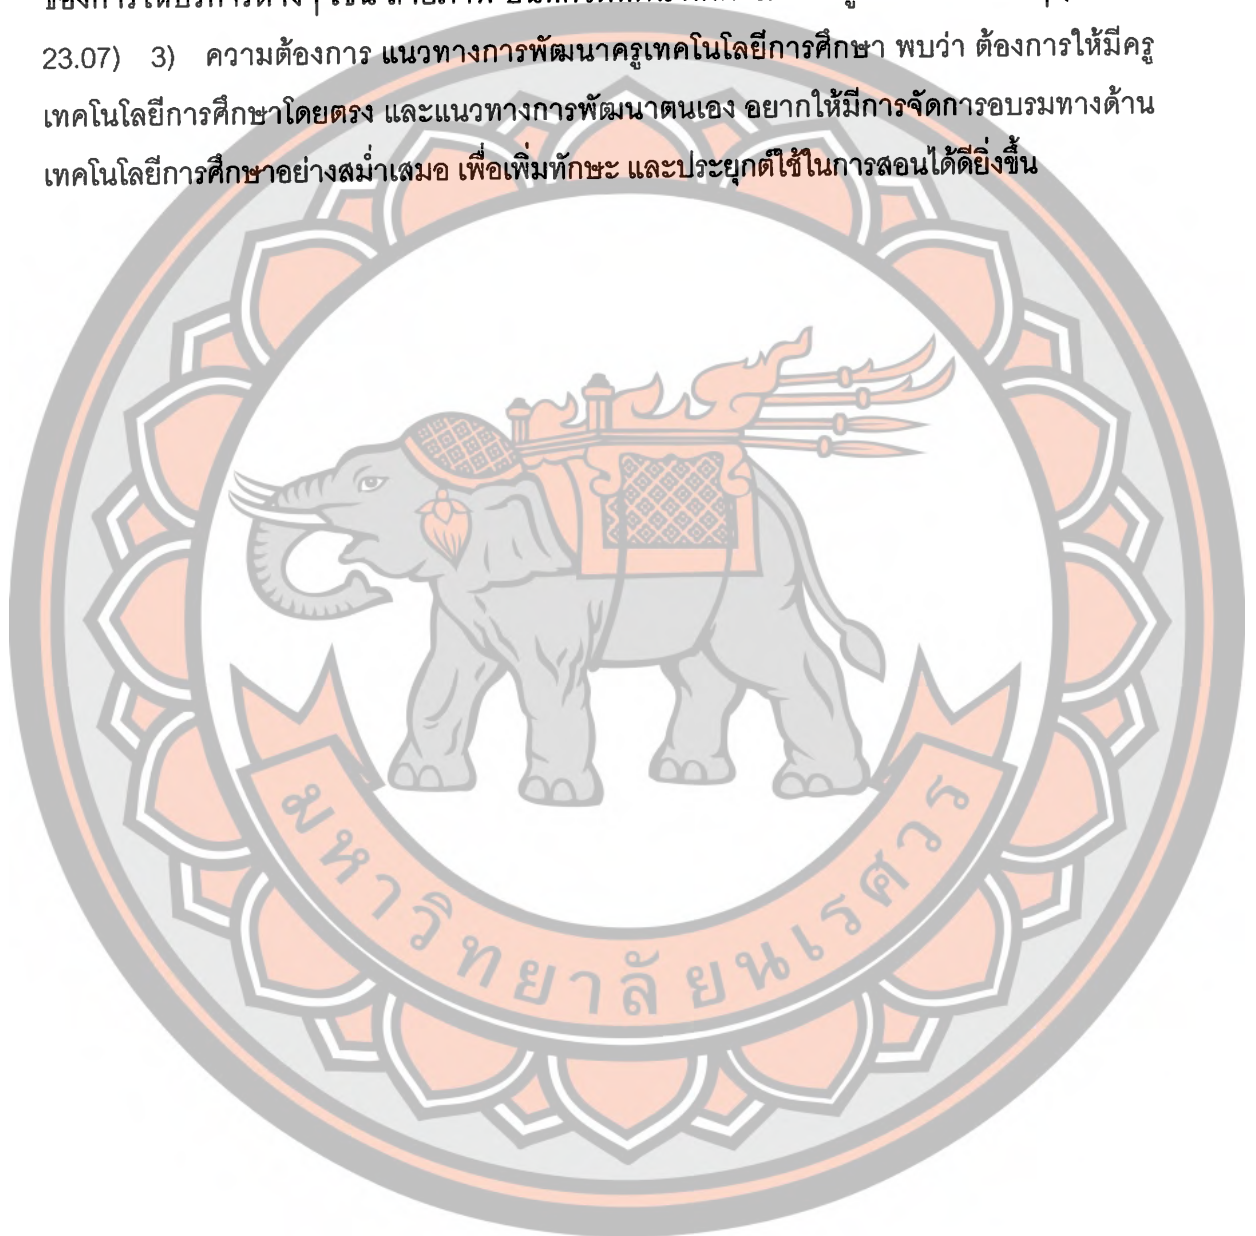 23.07) 3) ความต้องการ แนวทางการพัฒนาครูเทคโนโลยีการศึกษา พบว่า ต้องการให้มีครู
เทคโนโลยีการศึกษาโดยตรง และแนวทางการพัฒนาตนเอง อยากให้มีการจัดการอบรมทางด้าน
เทคโนโลยีการศึกษาอย่างสม่ำเสมอ เพื่อเพิ่มทักษะ และประยุกต์ใช้ในการสอนได้ดียิ่งขึ้น
มหาวิทยาลัยนเรศวร